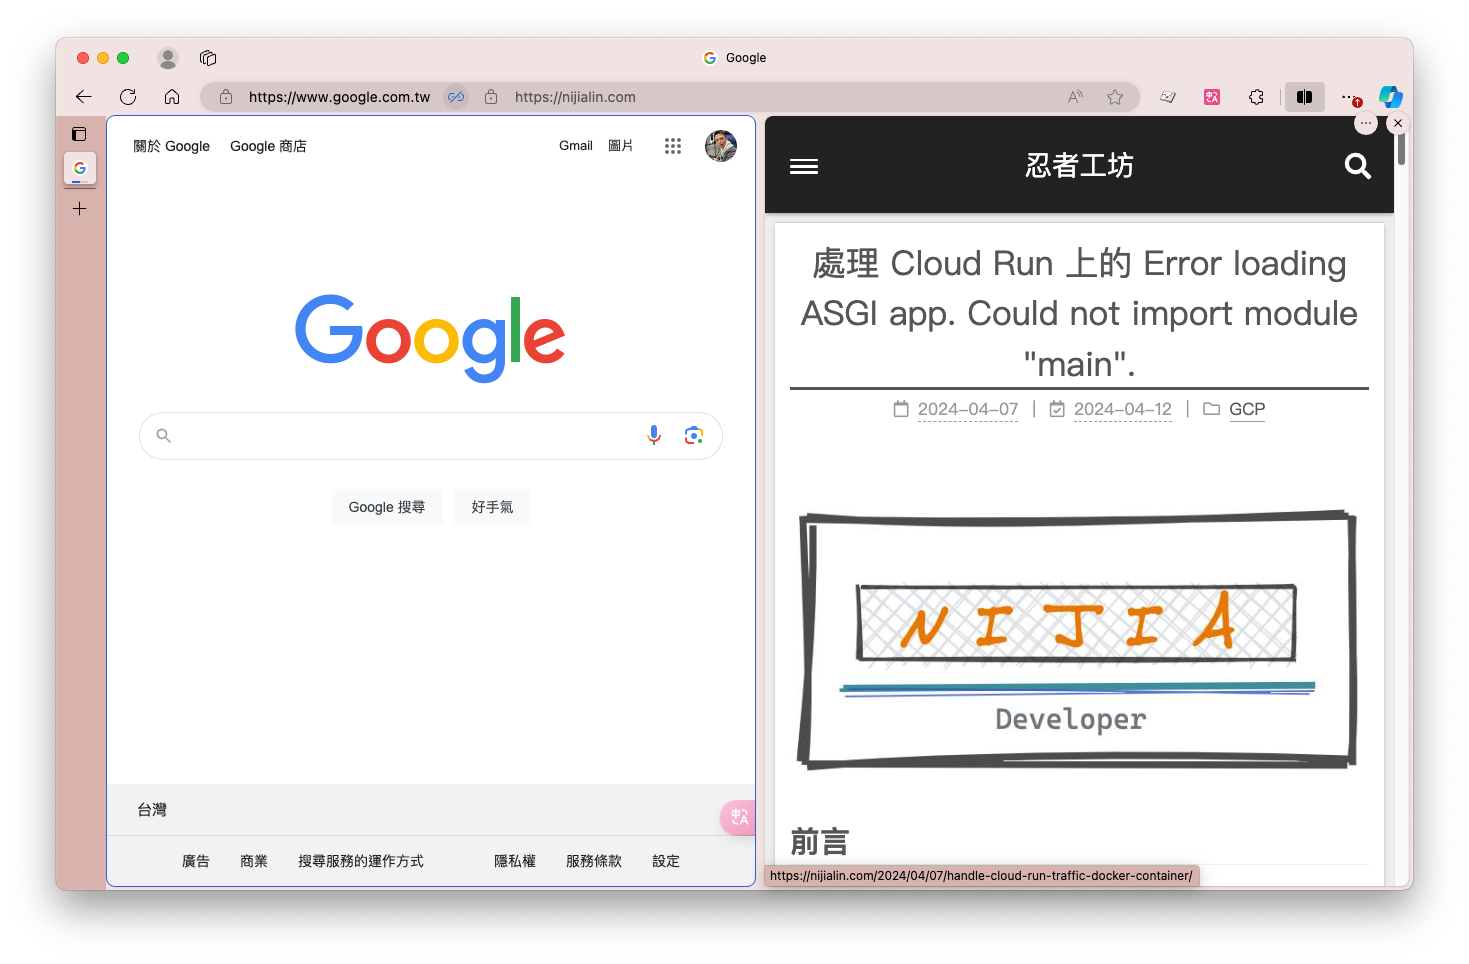 Google
https://www.google.com.tw
https://nijialin.com
關於 Google
Google 商店
Gmail
圖片
Google
Google 搜尋
好手氣
台灣
廣告
商業
搜尋服務的運作方式
隱私權
服務條款
設定
忍者工坊
處理 Cloud Run 上的 Error loading
ASGI app. Could not import module
"main".
2024-04-07 | 2024-04-12 | GCP
NIJIA
Developer
前言
https://nijialin.com/2024/04/07/handle-cloud-run-traffic-docker-container/